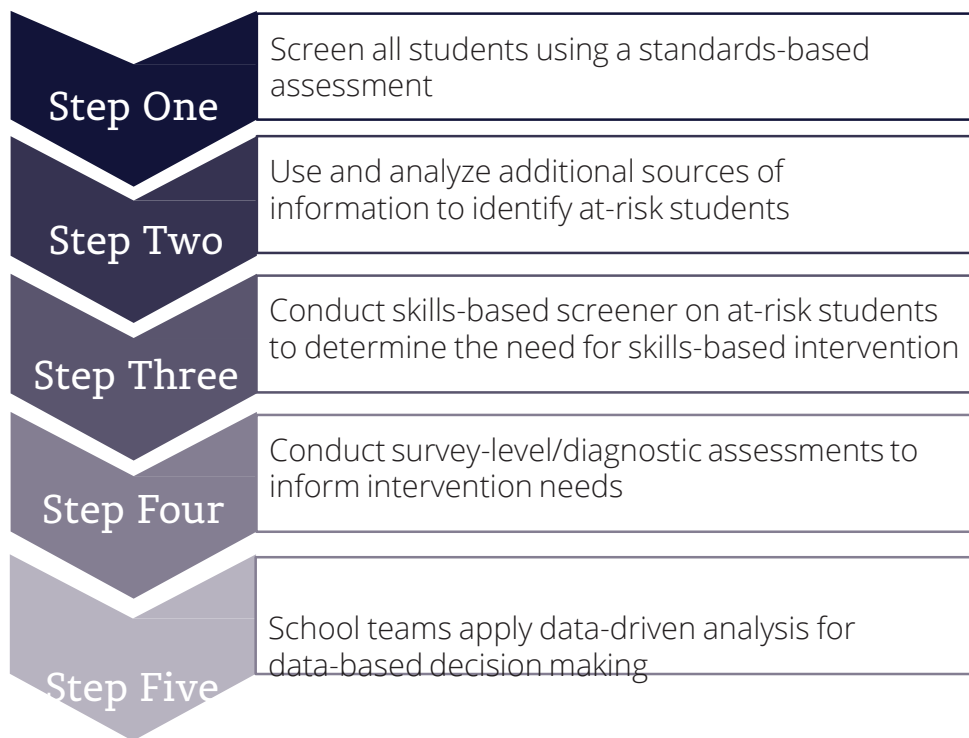 Step One
Screen all students using a standards-based
assessment
Step Two
Use and analyze additional sources of
information to identify at-risk students
Step Three
Conduct skills-based screener on at-risk students
to determine the need for skills-based intervention
Step Four
Conduct survey-level/diagnostic assessments to
inform intervention needs
Step Five
School teams apply data-driven analysis for
data-based decision making